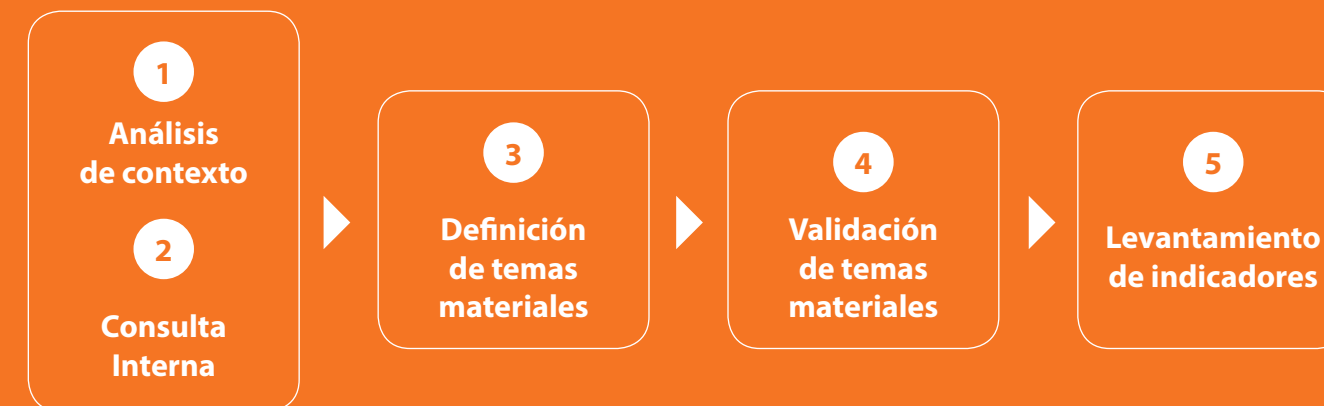 1
Análisis
de contexto
2
Consulta
Interna
3
Definición
de temas
materiales
4
Validación
de temas
materiales
5
Levantamiento
de indicadores